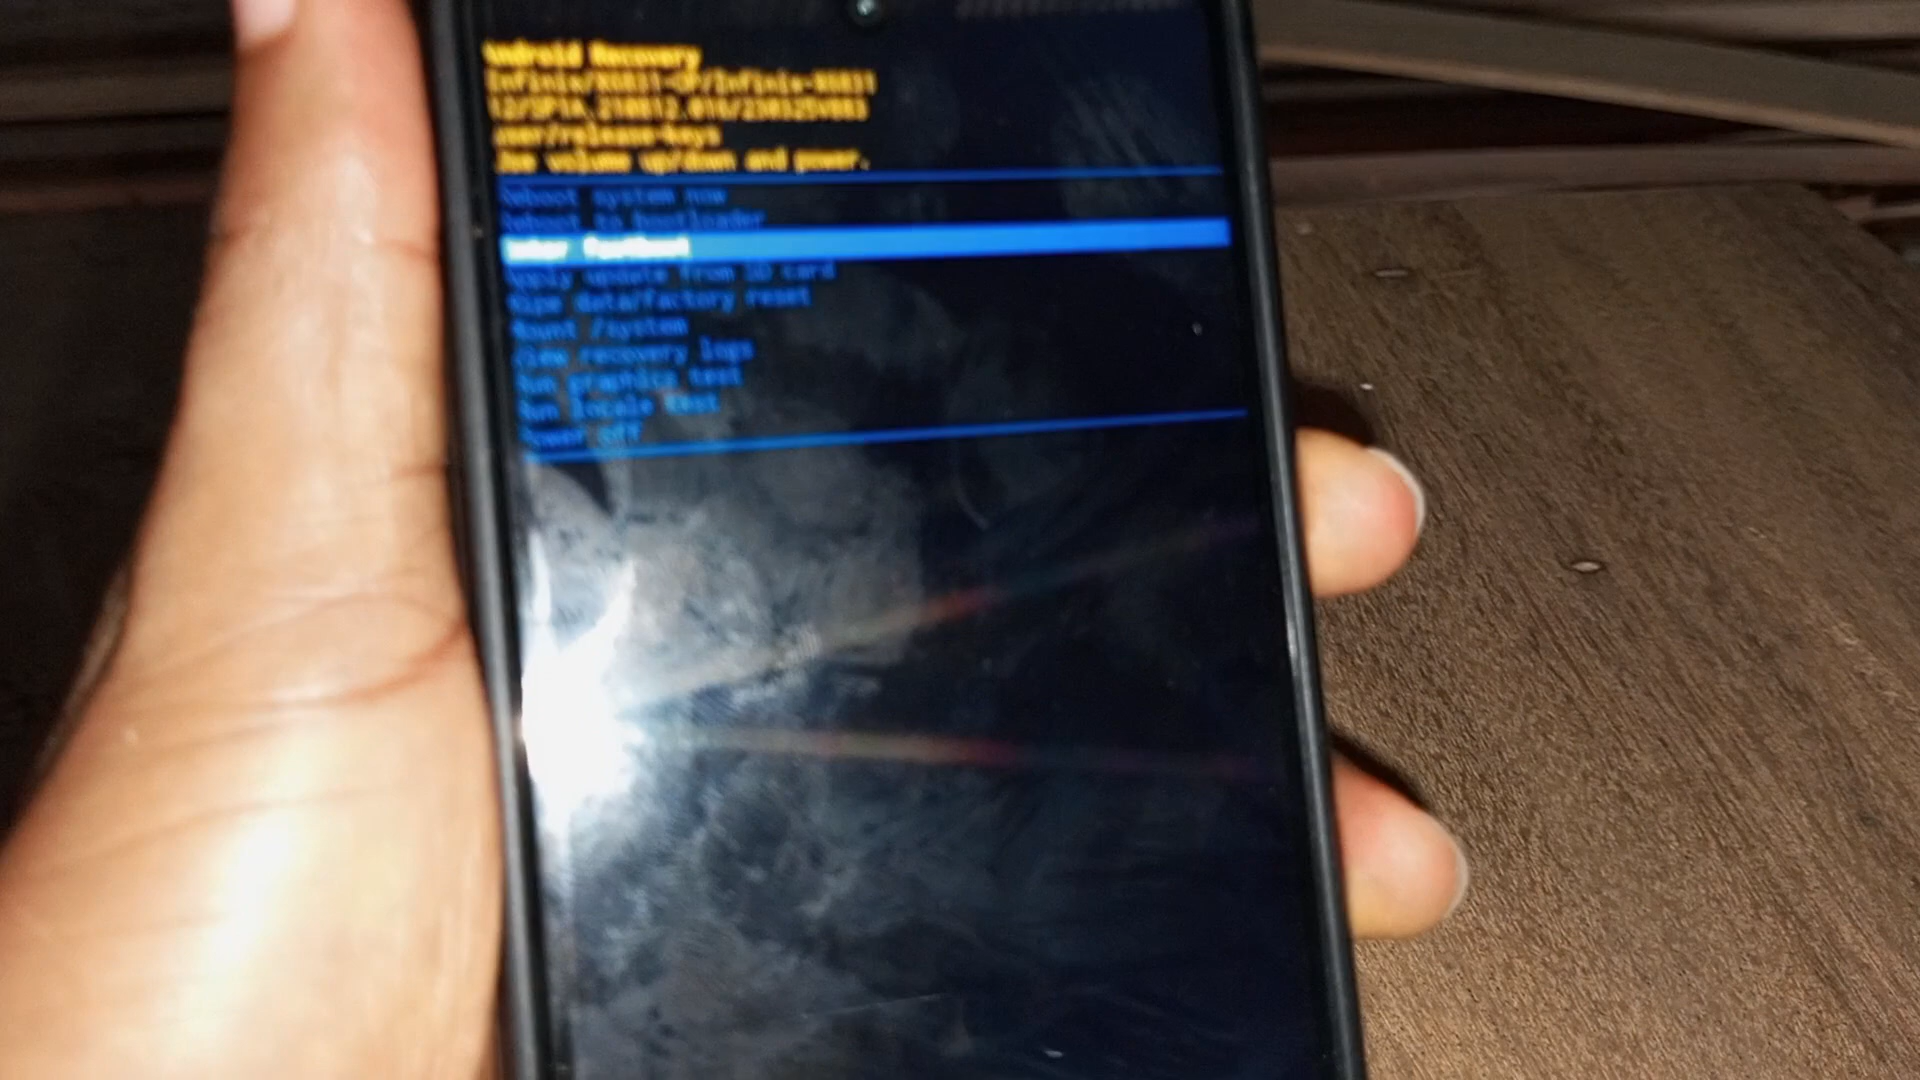 Android Recovery
user/release-keys
Use volume up/down and power.
Reboot system now
Reboot to bootloader
Enter fastboot
Apply update from SD card
Wipe data/factory reset
Mount /system
View recovery logs
Run graphics test
Run locale test
Power off